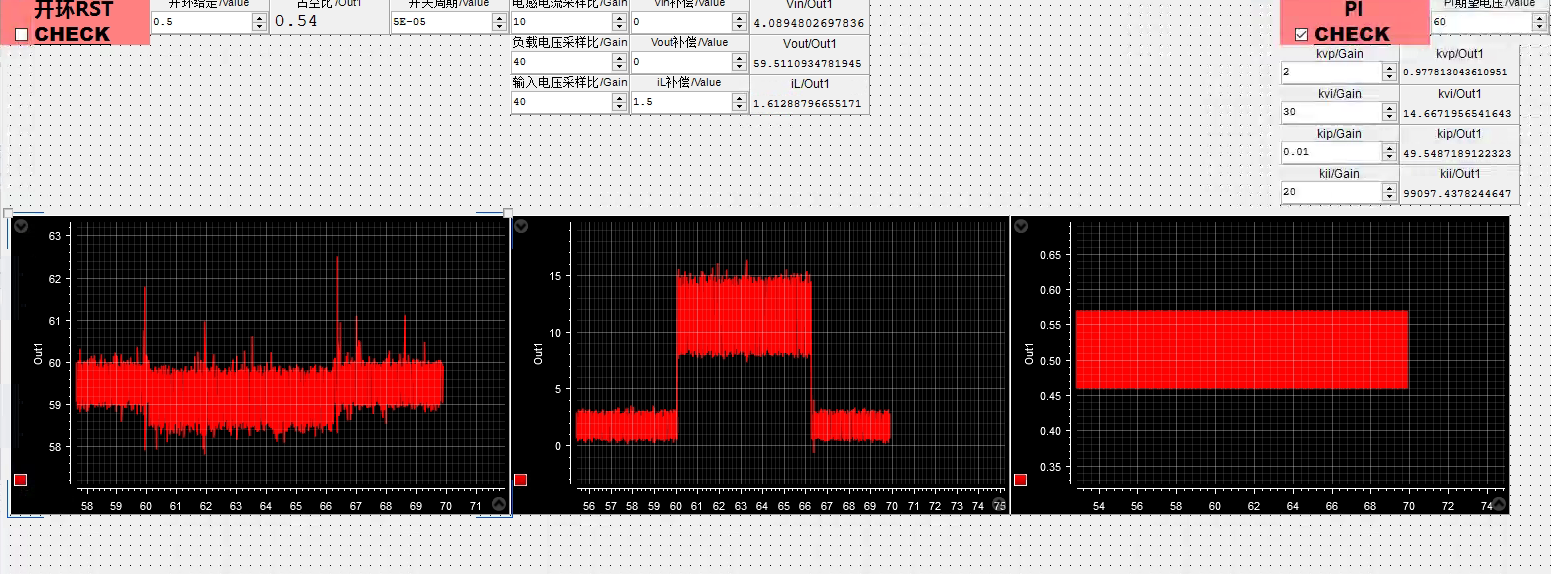 开环RST
CHECK
开环给定/Value
0.5
占空比/Out1
0.54
开关周期/Value
5E-05
电感电流采样比/Gain
10
Vin补偿/Value
0
Vin/Out1
4.0894802697836
负载电压采样比/Gain
40
Vout补偿/Value
0
Vout/Out1
59.5110934781945
输入电压采样比/Gain
40
iL补偿/Value
1.5
iL/Out1
1.61288796655171
PI
CHECK
PI期望电压/Value
60
kvp/Gain
2
kvp/Out1
0.977813043610951
kvi/Gain
30
kvi/Out1
14.6671956541643
kip/Gain
0.01
kip/Out1
49.5487189122323
kii/Gain
20
kii/Out1
99097.4378244647
63
62
61
60
59
58
Out1
58 59 60 61 62 63 64 65 66 67 68 69 70 71
15
10
5
0
Out1
56 57 58 59 60 61 62 63 64 65 66 67 68 69 70 71 72 73 74 75
0.65
0.60
0.55
0.50
0.45
0.40
0.35
Out1
54 56 58 60 62 64 66 68 70 72 74